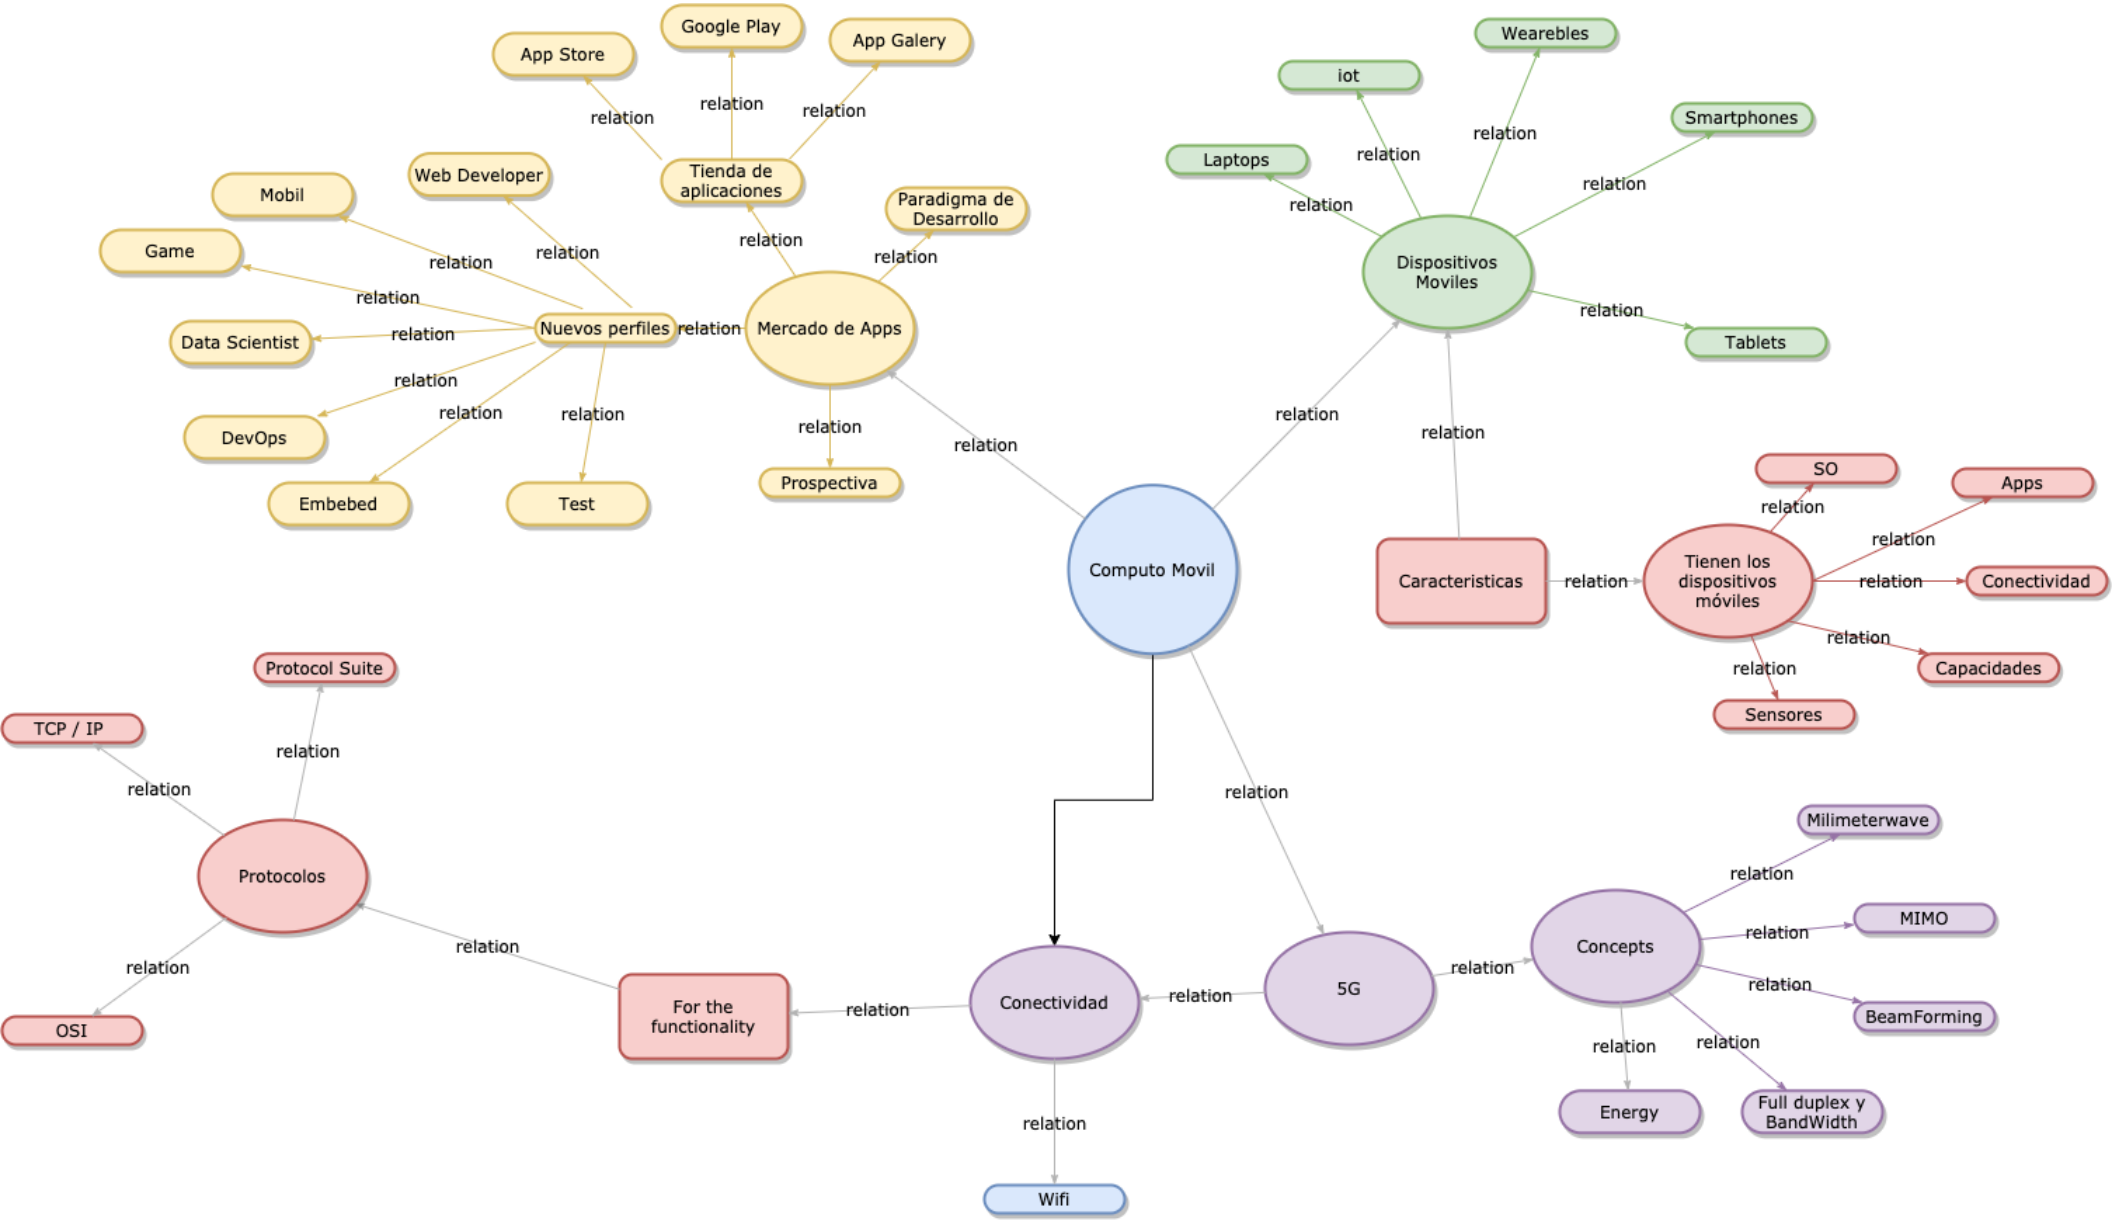 Google Play
App Store
App Galery
relation
relation
relation
Tienda de
aplicaciones
Web Developer
Mobil
Game
Data Scientist
DevOps
Embebed
Test
relation
relation
relation
relation
relation
relation
relation
Nuevos perfiles
relation
Mercado de Apps
relation
relation
Paradigma de
Desarrollo
relation
Prospectiva
relation
Wearebles
iot
Smartphones
Laptops
relation
relation
relation
relation
Dispositivos
Moviles
relation
Tablets
relation
relation
Computo Movil
Caracteristicas
relation
Tienen los
dispositivos
móviles
SO
relation
Apps
relation
relation
Conectividad
relation
Capacidades
relation
Sensores
Protocol Suite
TCP / IP
relation
relation
Protocolos
relation
OSI
relation
For the
functionality
relation
Conectividad
relation
5G
relation
relation
Concepts
Milimeterwave
relation
MIMO
relation
relation
BeamForming
relation
relation
Energy
Full duplex y
BandWidth
relation
Wifi